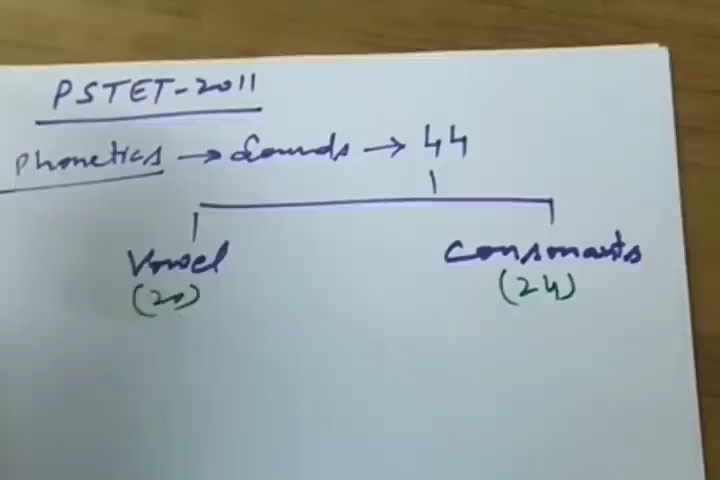 PSTET-2011
Phonetics → Sounds → 44
Vowel Consonants
(20) (24)